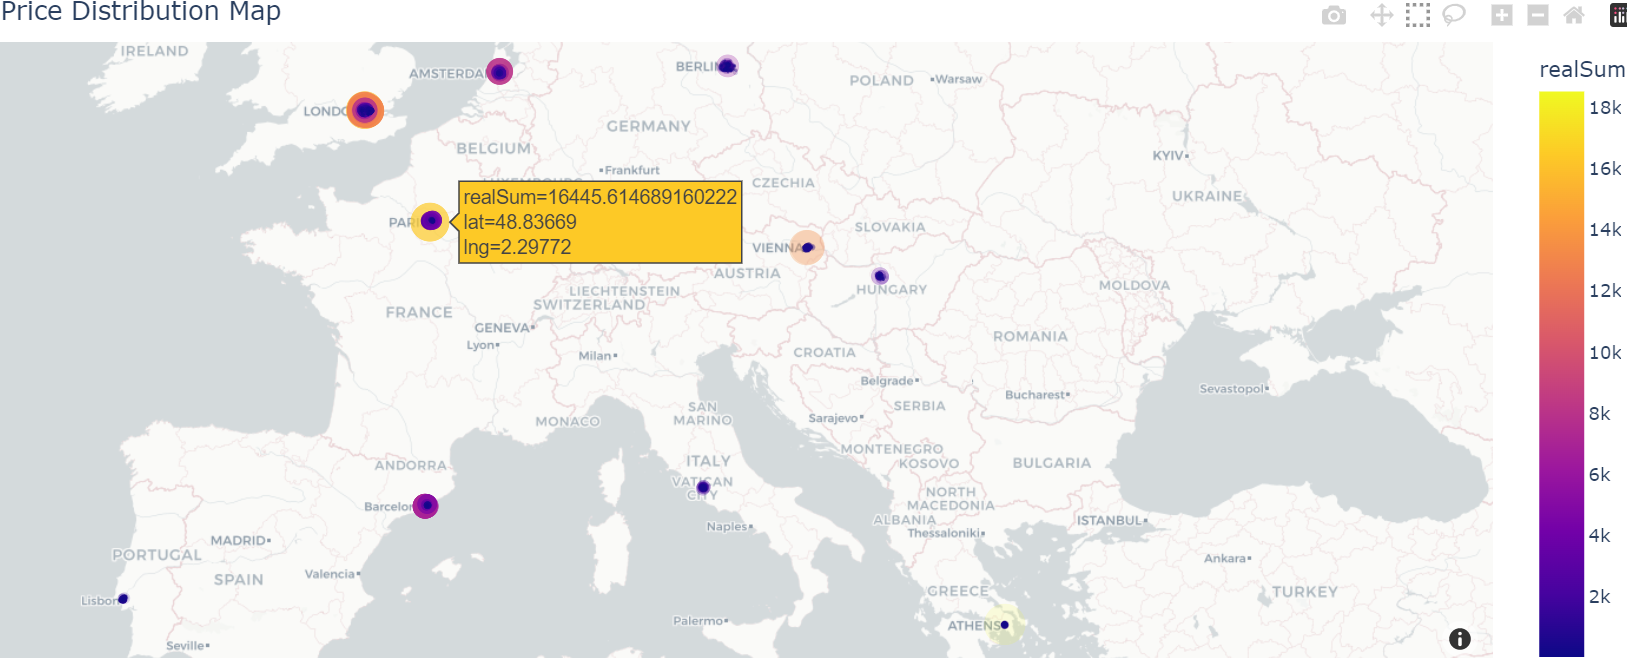 Price Distribution Map
IRELAND
AMSTERDA
BERLI
POLAND
Warsaw
LONDO
GERMANY
BELGIUM
KYIV
Frankfurt
CZECHIA
UKRAINE
realSum=16445.614689160222
lat=48.83669
lng=2.29772
PAR
SLOVAKIA
VIENNA
AUSTRIA
HUNGARY
MOLDOVA
LIECHTENSTEIN
SWITZERLAND
FRANCE
GENEVA
Lyon
ROMANIA
Milan
CROATIA
Belgrade
Bucharest
Sevastopol
SERBIA
SAN
MARINO
MONACO
Sarajevo
MONTENEGRO
KOSOVO
BULGARIA
ITALY
ANDORRA
VATICAN
CITY
NORTH
MACEDONIA
Barcelon
ALBANIA
ISTANBUL
Naples
Thessaloniki
MADRID
PORTUGAL
Ankara
Valencia
SPAIN
GREECE
TURKEY
Lisbon
Palermo
ATHENS
Seville
realSum
18k
16k
14k
12k
10k
8k
6k
4k
2k